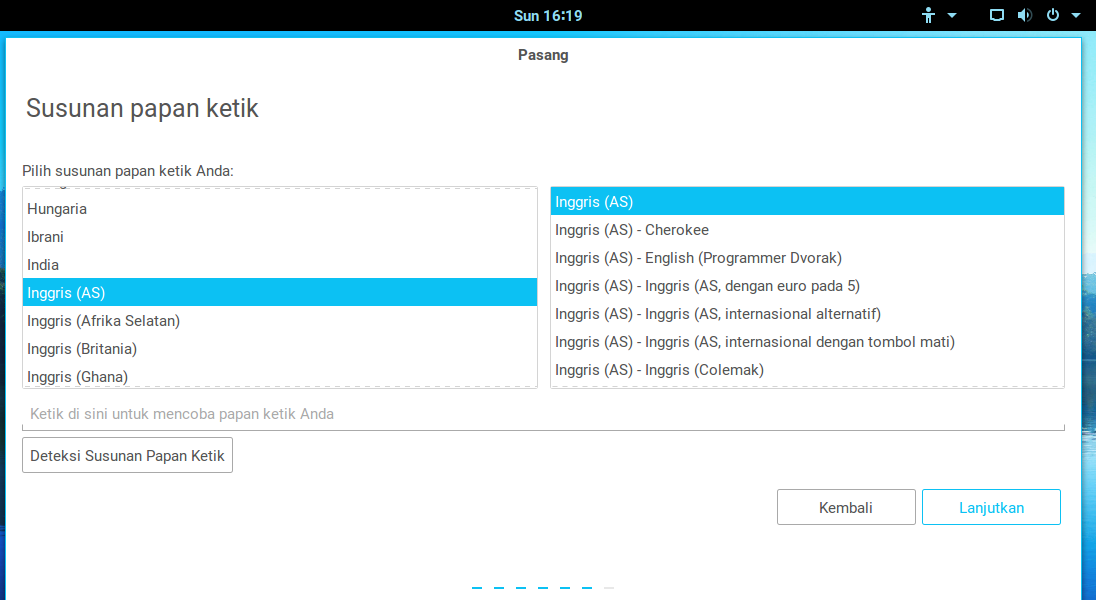 Sun 16:19
Pasang
Susunan papan ketik
Pilih susunan papan ketik Anda:
Hungaria
Ibrani
India
Inggris (AS)
Inggris (Afrika Selatan)
Inggris (Britania)
Inggris (Ghana)
Inggris (AS)
Inggris (AS) - Cherokee
Inggris (AS) - English (Programmer Dvorak)
Inggris (AS) - Inggris (AS, dengan euro pada 5)
Inggris (AS) - Inggris (AS, internasional alternatif)
Inggris (AS) - Inggris (AS, internasional dengan tombol mati)
Inggris (AS) - Inggris (Colemak)
Ketik di sini untuk mencoba papan ketik Anda
Deteksi Susunan Papan Ketik
Kembali
Lanjutkan